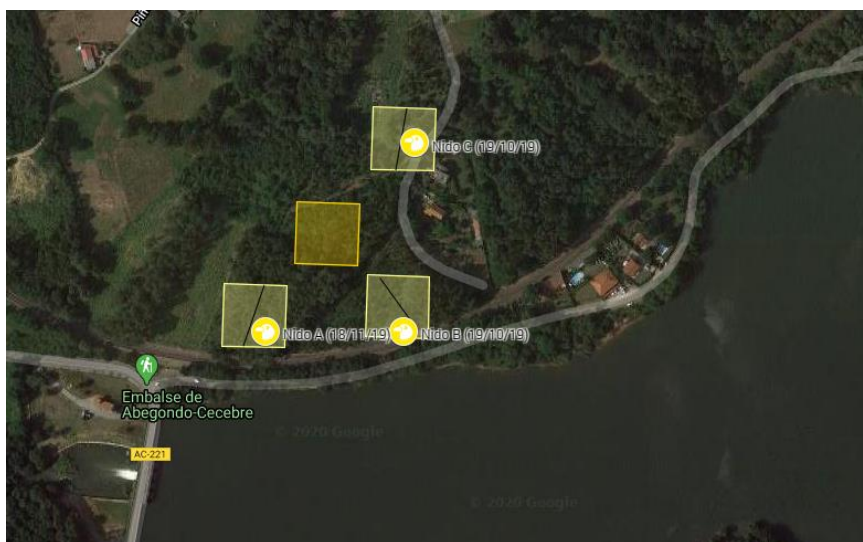 Nido C (19/10/19)
Nido A (18/11/19)
Nido B (19/10/19)
Embalse de
Abegondo-Cecebre
© 2020 Google
AC-221
© 2020 Google